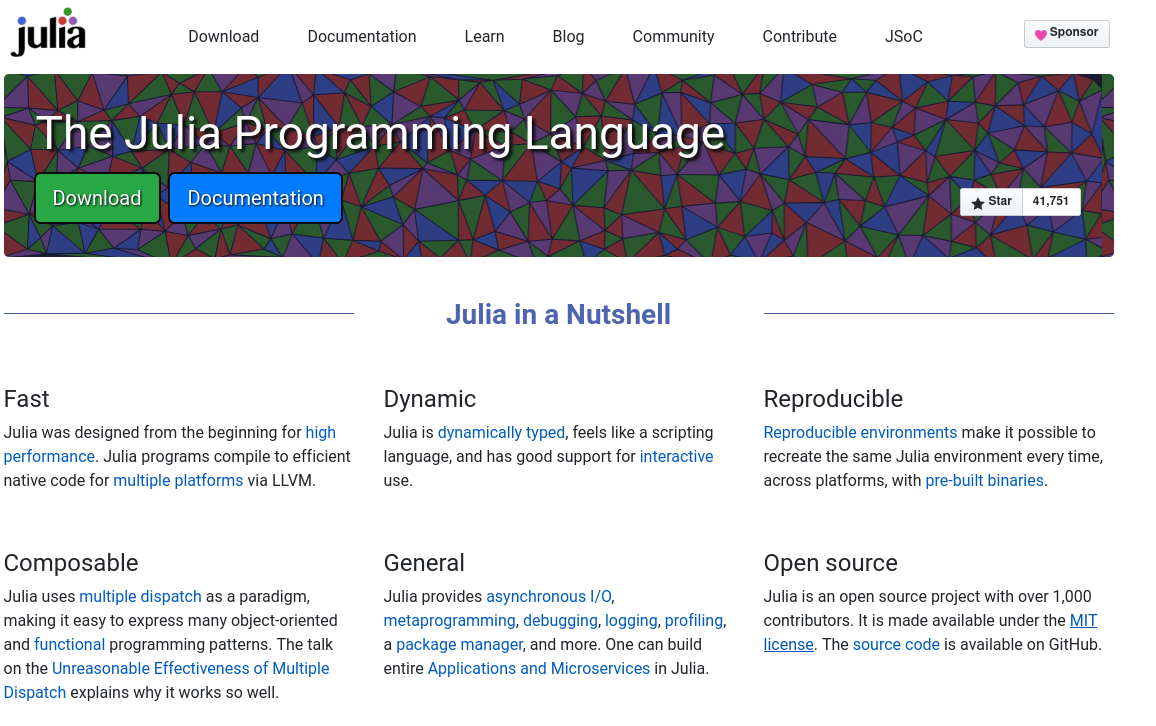 julia
Download
Documentation
Learn
Blog
Community
Contribute
JSoC
Sponsor
The Julia Programming Language
Download
Documentation
Star
41,751
Julia in a Nutshell
Fast
Julia was designed from the beginning for high
performance. Julia programs compile to efficient
native code for multiple platforms via LLVM.
Dynamic
Julia is dynamically typed, feels like a scripting
language, and has good support for interactive
use.
Reproducible
Reproducible environments make it possible to
recreate the same Julia environment every time,
across platforms, with pre-built binaries.
Composable
Julia uses multiple dispatch as a paradigm,
making it easy to express many object-oriented
and functional programming patterns. The talk
on the Unreasonable Effectiveness of Multiple
Dispatch explains why it works so well.
General
Julia provides asynchronous I/O,
metaprogramming, debugging, logging, profiling,
a package manager, and more. One can build
entire Applications and Microservices in Julia.
Open source
Julia is an open source project with over 1,000
contributors. It is made available under the MIT
license. The source code is available on GitHub.